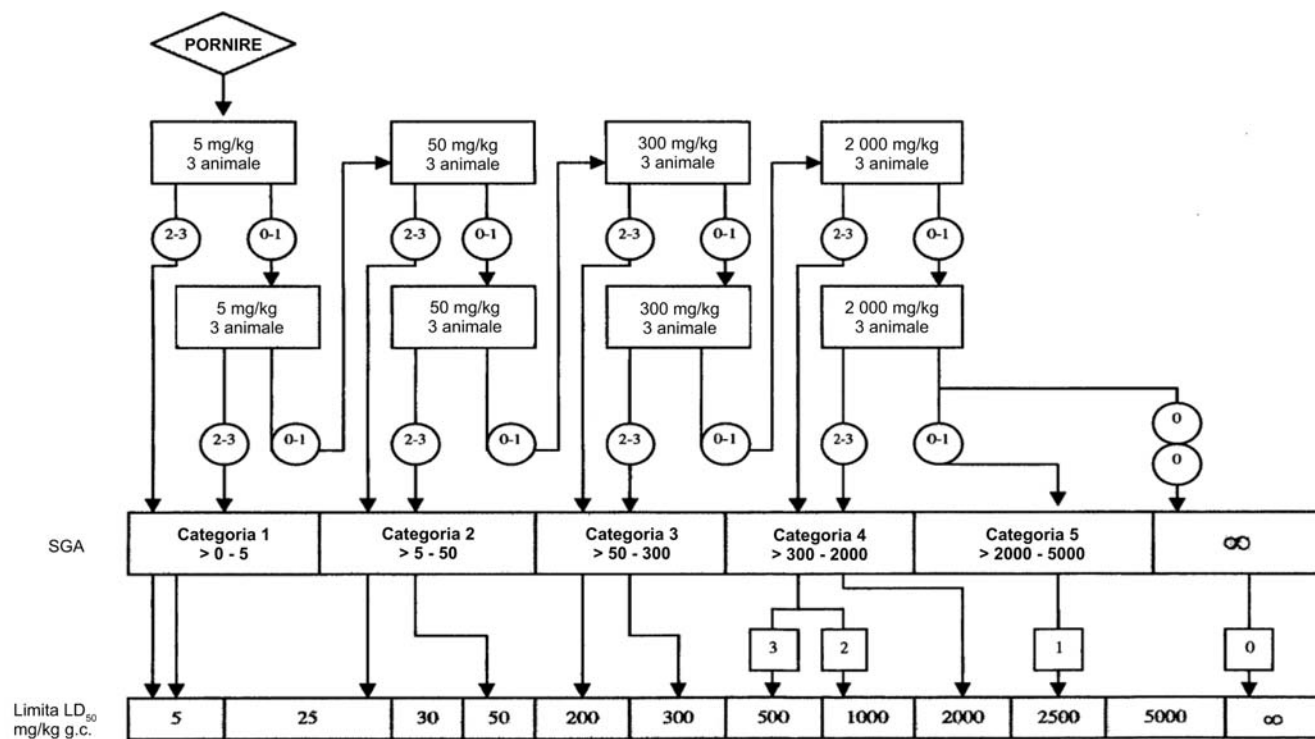 PORNIRE
5 mg/kg
3 animale
50 mg/kg
3 animale
300 mg/kg
3 animale
2 000 mg/kg
3 animale
2-3
0-1
2-3
0-1
2-3
0-1
2-3
0-1
5 mg/kg
3 animale
50 mg/kg
3 animale
300 mg/kg
3 animale
2 000 mg/kg
3 animale
2-3
0-1
2-3
0-1
2-3
0-1
2-3
0-1
0
0
SGA
Categoria 1
> 0 - 5
Categoria 2
> 5 - 50
Categoria 3
> 50 - 300
Categoria 4
> 300 - 2000
Categoria 5
> 2000 - 5000
∞
3
2
1
0
Limita LD50
mg/kg g.c.
5
25
30
50
200
300
500
1000
2000
2500
5000
∞